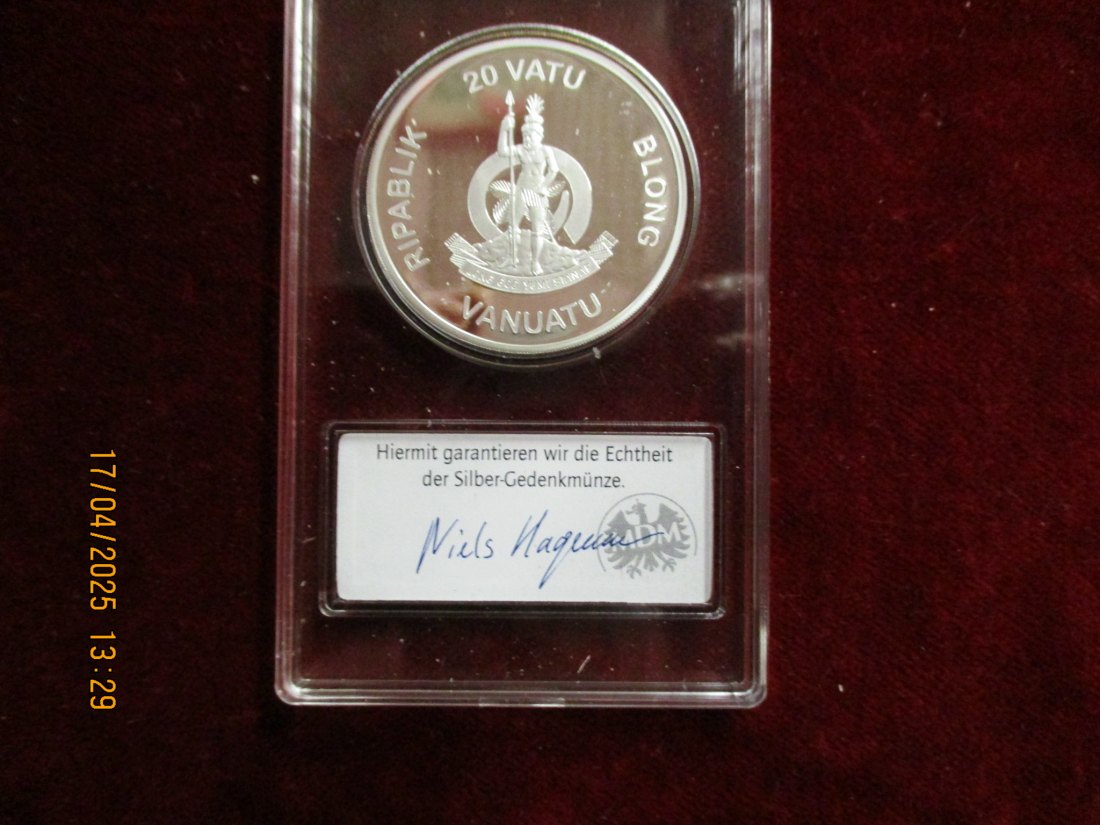 20 VATU
RIPABLIK
BLONG
VANUATU
Hiermit garantieren wir die Echtheit
der Silber-Gedenkmünze.
Niels
MDM
17/04/2025 13:29